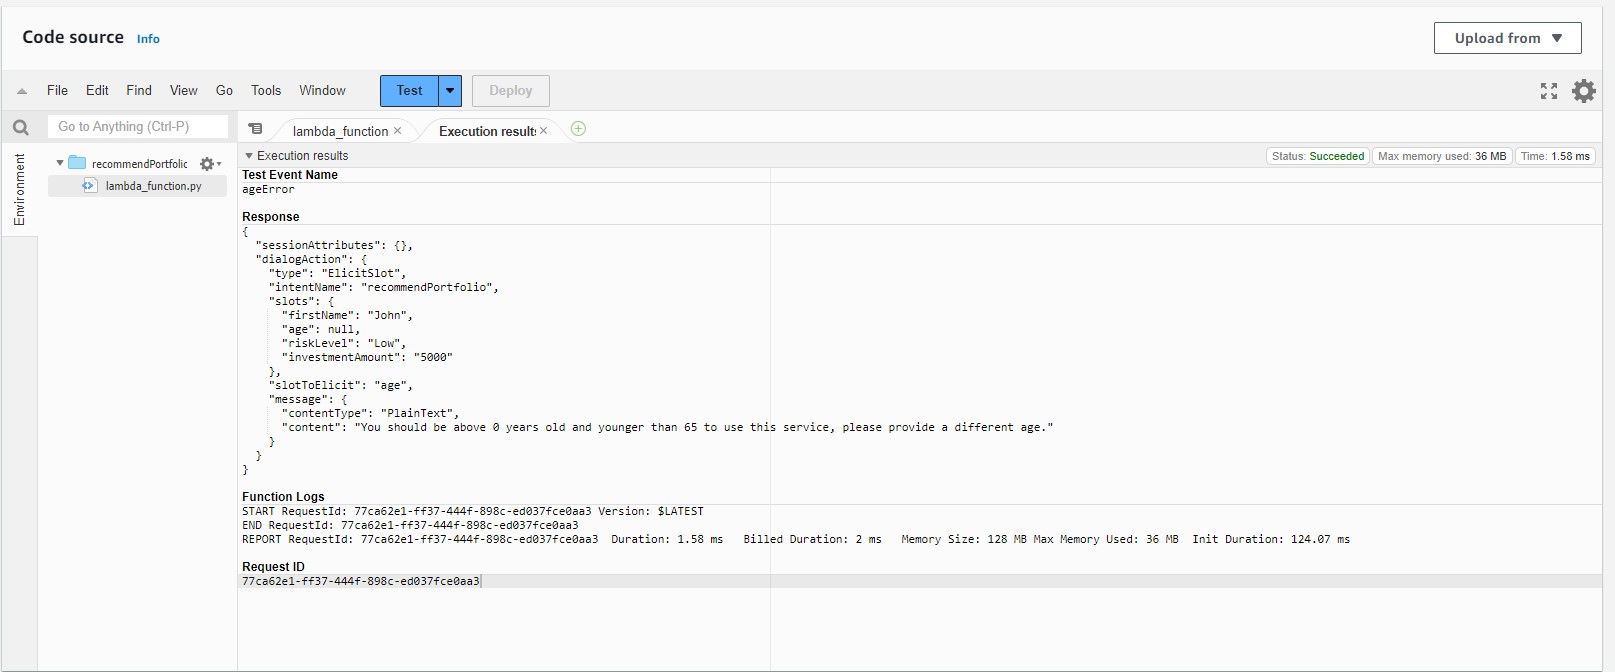 Code source Info
Upload from
File Edit Find View Go Tools Window Test Deploy
Go to Anything (Ctrl-P)
lambda_function
Execution results
Environment
recommendPortfolio
lambda_function.py
Execution results
Status: Succeeded Max memory used: 36 MB Time: 1.58 ms
Test Event Name
ageError
Response
{
  "sessionAttributes": {},
  "dialogAction": {
    "type": "ElicitSlot",
    "intentName": "recommendPortfolio",
    "slots": {
      "firstName": "John",
      "age": null,
      "riskLevel": "Low",
      "investmentAmount": "5000"
    },
    "slotToElicit": "age",
    "message": {
      "contentType": "PlainText",
      "content": "You should be above 0 years old and younger than 65 to use this service, please provide a different age."
    }
  }
}
Function Logs
START RequestId: 77ca62e1-ff37-444f-898c-ed037fce0aa3 Version: $LATEST
END RequestId: 77ca62e1-ff37-444f-898c-ed037fce0aa3
REPORT RequestId: 77ca62e1-ff37-444f-898c-ed037fce0aa3  Duration: 1.58 ms   Billed Duration: 2 ms   Memory Size: 128 MB Max Memory Used: 36 MB  Init Duration: 124.07 ms
Request ID
77ca62e1-ff37-444f-898c-ed037fce0aa3